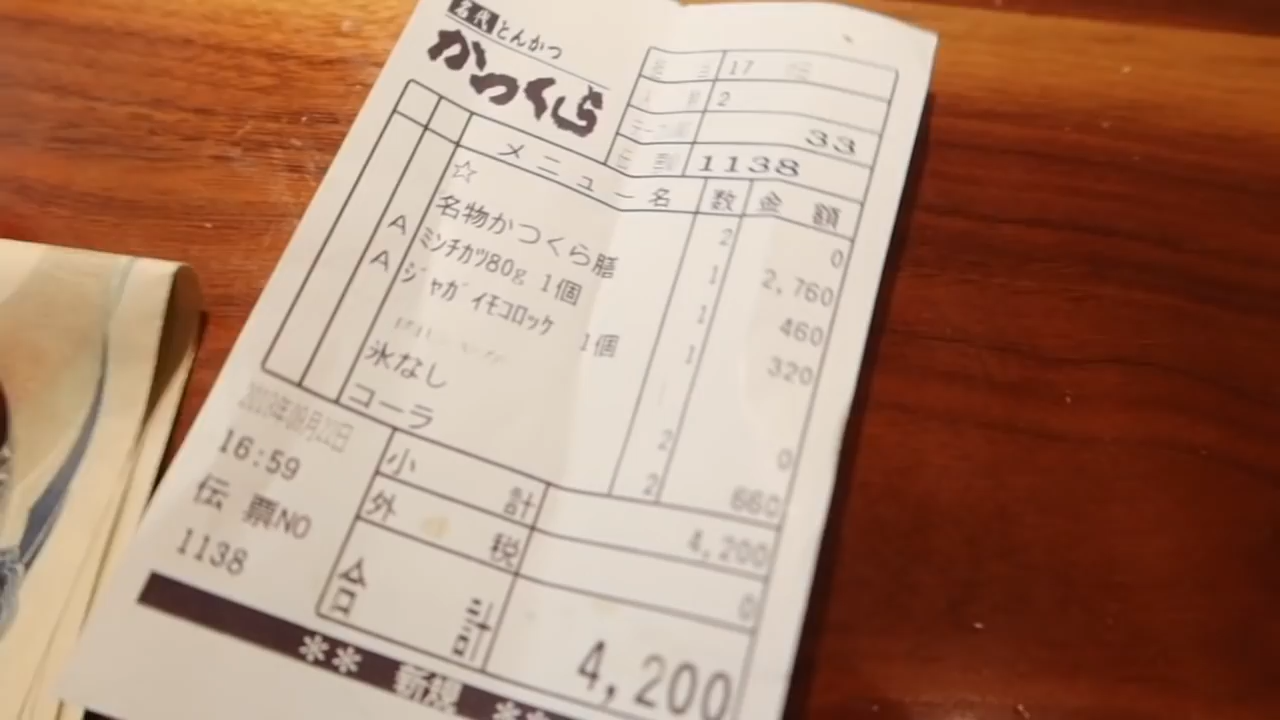 名代 とんかつ
かつくら
17
2
33
1138
メニュー名 数 金額
☆ 2 0
名物かつくら膳 2,760
A ミンチカツ80g 1個 1 460
A ジャガイモコロッケ 1個 1 320
氷なし 2 0
コーラ 2 660
小計 4,200
外税 0
合計 4,200
16:59
伝票NO
1138
** 新規 **